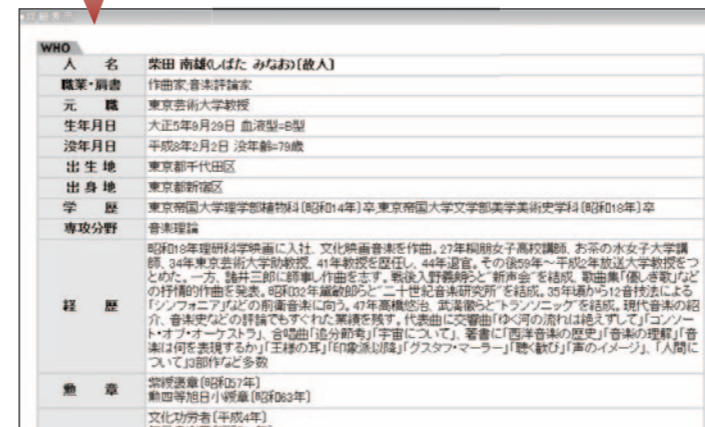 詳細表示
WHO
人 名 柴田 南雄(しばた みなお)〔故人〕
職業・肩書 作曲家,音楽評論家
元 職 東京芸術大学教授
生年月日 大正5年9月29日 血液型=B型
没年月日 平成8年2月2日 没年齢=79歳
出 生 地 東京都千代田区
出 身 地 東京都新宿区
学 歴 東京帝国大学理学部植物科〔昭和14年〕卒,東京帝国大学文学部美学美術史学科〔昭和18年〕卒
専攻分野 音楽理論
経 歴
昭和18年理研科学映画に入社. 文化映画音楽を作曲。27年桐朋女子高校講師、お茶の水女子大学講
師、34年東京芸術大学助教授、41年教授を歴任し、44年退官。その後59年〜平成2年放送大学教授をつ
とめた。一方、諸井三郎に師事し作曲を志す。戦後入野義朗らと"新声会"を結成、歌曲集「優しき歌」など
の抒情的作曲を発表。昭和32年黛敏郎らと"二十世紀音楽研究所"を結成。35年頃から12音技法による
「シンフォニア」などの前衛音楽に向う。47年高橋悠治、武満徹らと"トランソニック"を結成。現代音楽の紹
介、音楽史などの評論でもすぐれた業績を残す。代表曲に交響曲「ゆく河の流れは絶えずして」「コンソー
ト・オブ・オーケストラ」、合唱曲「追分節考」「宇宙について」、著書に「西洋音楽の歴史」「音楽の理解」「音
楽は何を表現するか」「王様の耳」「印象派以降」「グスタフ・マーラー」「聴く歓び」「声のイメージ」、「人間に
ついて」3部作など多数
勲 章 紫綬褒章〔昭和57年〕
勲四等旭日小綬章〔昭和63年〕
文化功労者〔平成4年〕